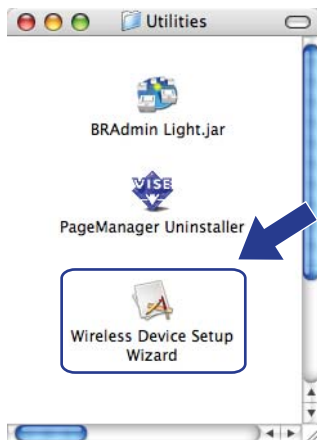 Utilities
BRAdmin Light.jar
VISE
PageManager Uninstaller
Wireless Device Setup
Wizard